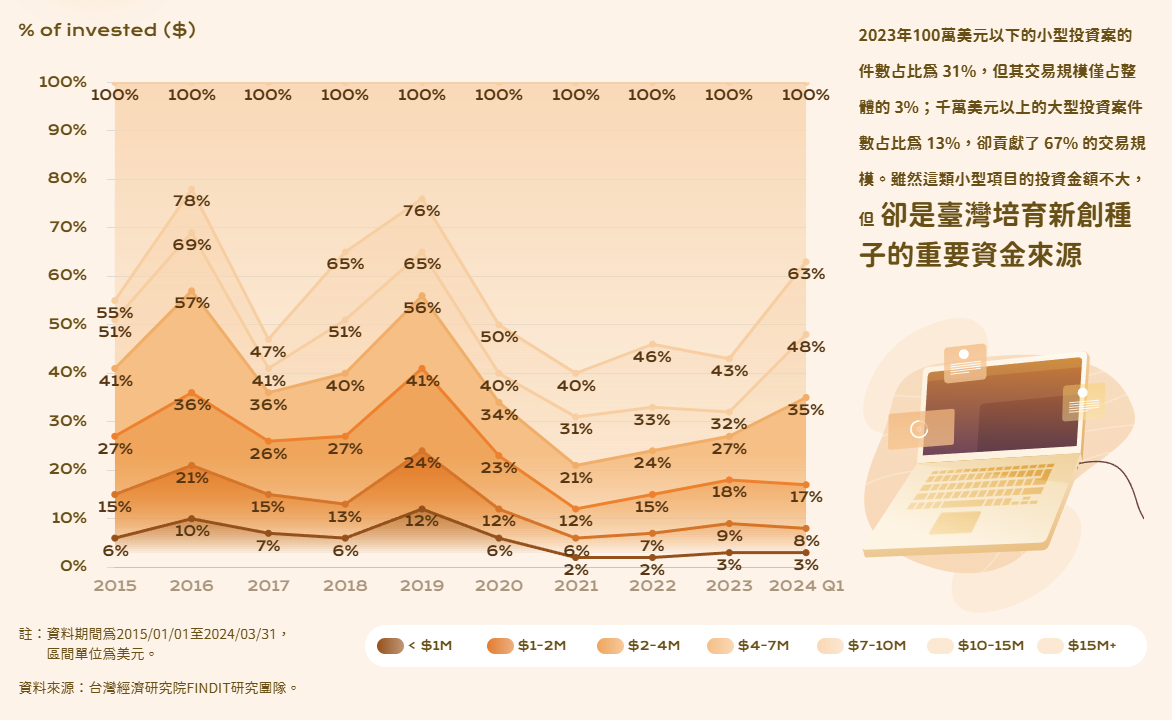 % of invested ($)
100%
90%
80%
70%
60%
50%
40%
30%
20%
10%
0%
100% 100% 100% 100% 100% 100% 100% 100% 100% 100%
55% 78% 47% 65% 76% 50% 40% 46% 43% 63%
51% 69% 41% 51% 65% 40% 31% 33% 32% 48%
41% 57% 36% 40% 56% 34% 21% 24% 27% 35%
27% 36% 26% 27% 41% 23% 12% 15% 18% 17%
15% 21% 15% 13% 24% 12% 6% 7% 9% 8%
6% 10% 7% 6% 12% 6% 2% 2% 3% 3%
2015 2016 2017 2018 2019 2020 2021 2022 2023 2024 Q1
2023年100萬美元以下的小型投資案的
件數占比為 31%，但其交易規模僅占整
體的 3%；千萬美元以上的大型投資案件
數占比為 13%，卻貢獻了 67% 的交易規
模。雖然這類小型項目的投資金額不大，
但 卻是臺灣培育新創種
子的重要資金來源
註：資料期間為2015/01/01至2024/03/31，
區間單位為美元。
資料來源：台灣經濟研究院FINDIT研究團隊。
< $1M $1-2M $2-4M $4-7M $7-10M $10-15M $15M+